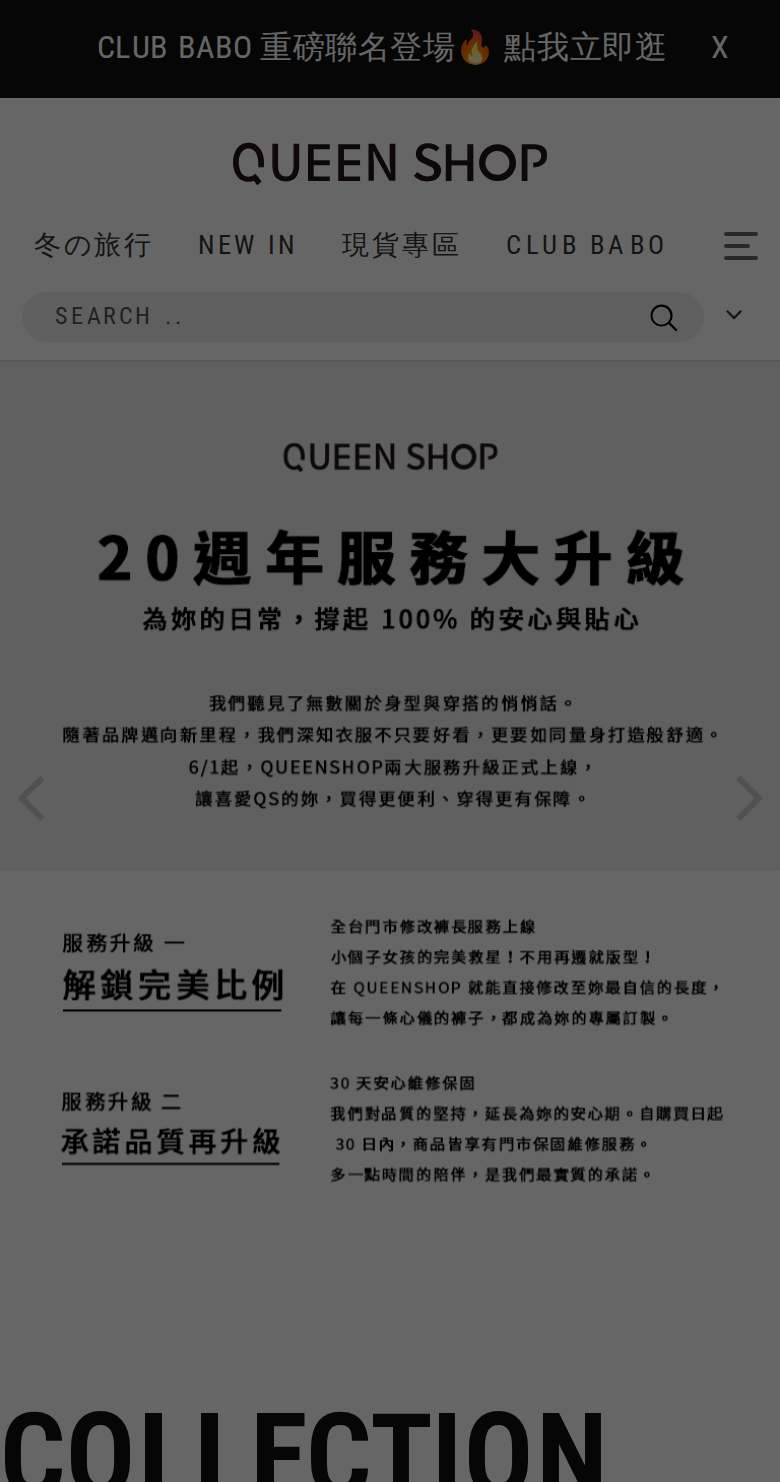 CLUB BABO 重磅聯名登場🔥 點我立即逛 X
QUEEN SHOP
冬の旅行 NEW IN 現貨專區 CLUB BABO
SEARCH ..
QUEEN SHOP
20週年服務大升級
為妳的日常，撐起 100% 的安心與貼心
我們聽見了無數關於身型與穿搭的悄悄話。
隨著品牌邁向新里程，我們深知衣服不只要好看，更要如同量身打造般舒適。
6/1起，QUEENSHOP兩大服務升級正式上線，
讓喜愛QS的妳，買得更便利、穿得更有保障。
服務升級 一
解鎖完美比例
全台門市修改褲長服務上線
小個子女孩的完美救星！不用再遷就版型！
在 QUEENSHOP 就能直接修改至妳最自信的長度，
讓每一條心儀的褲子，都成為妳的專屬訂製。
服務升級 二
承諾品質再升級
30 天安心維修保固
我們對品質的堅持，延長為妳的安心期。自購買日起
30 日內，商品皆享有門市保固維修服務。
多一點時間的陪伴，是我們最實質的承諾。
COLLECTION